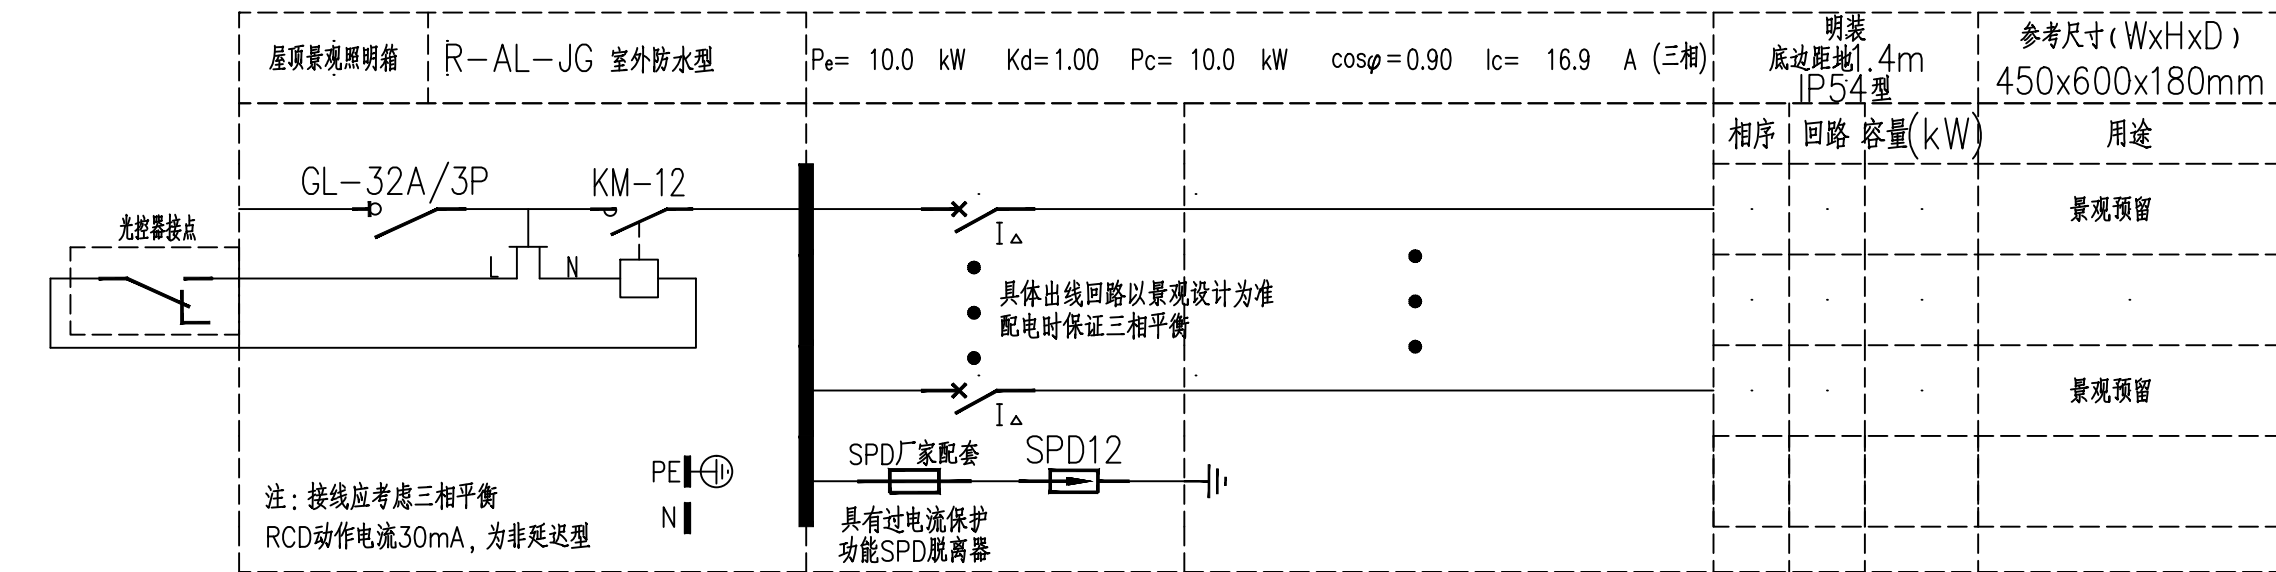 屋顶景观照明箱 R-AL-JG 室外防水型 Pe= 10.0 kW Kd=1.00 Pc= 10.0 kW cosφ=0.90 Ic= 16.9 A (三相)
明装
底边距地1.4m
IP54型
参考尺寸(WxHxD)
450x600x180mm
相序 回路 容量(kW) 用途
GL-32A/3P KM-12
光控器接点
L N
I△
景观预留
具体出线回路以景观设计为准
配电时保证三相平衡
I△
景观预留
SPD厂家配套 SPD12
具有过电流保护
功能SPD脱离器
PE
N
注:接线应考虑三相平衡
RCD动作电流30mA,为非延迟型